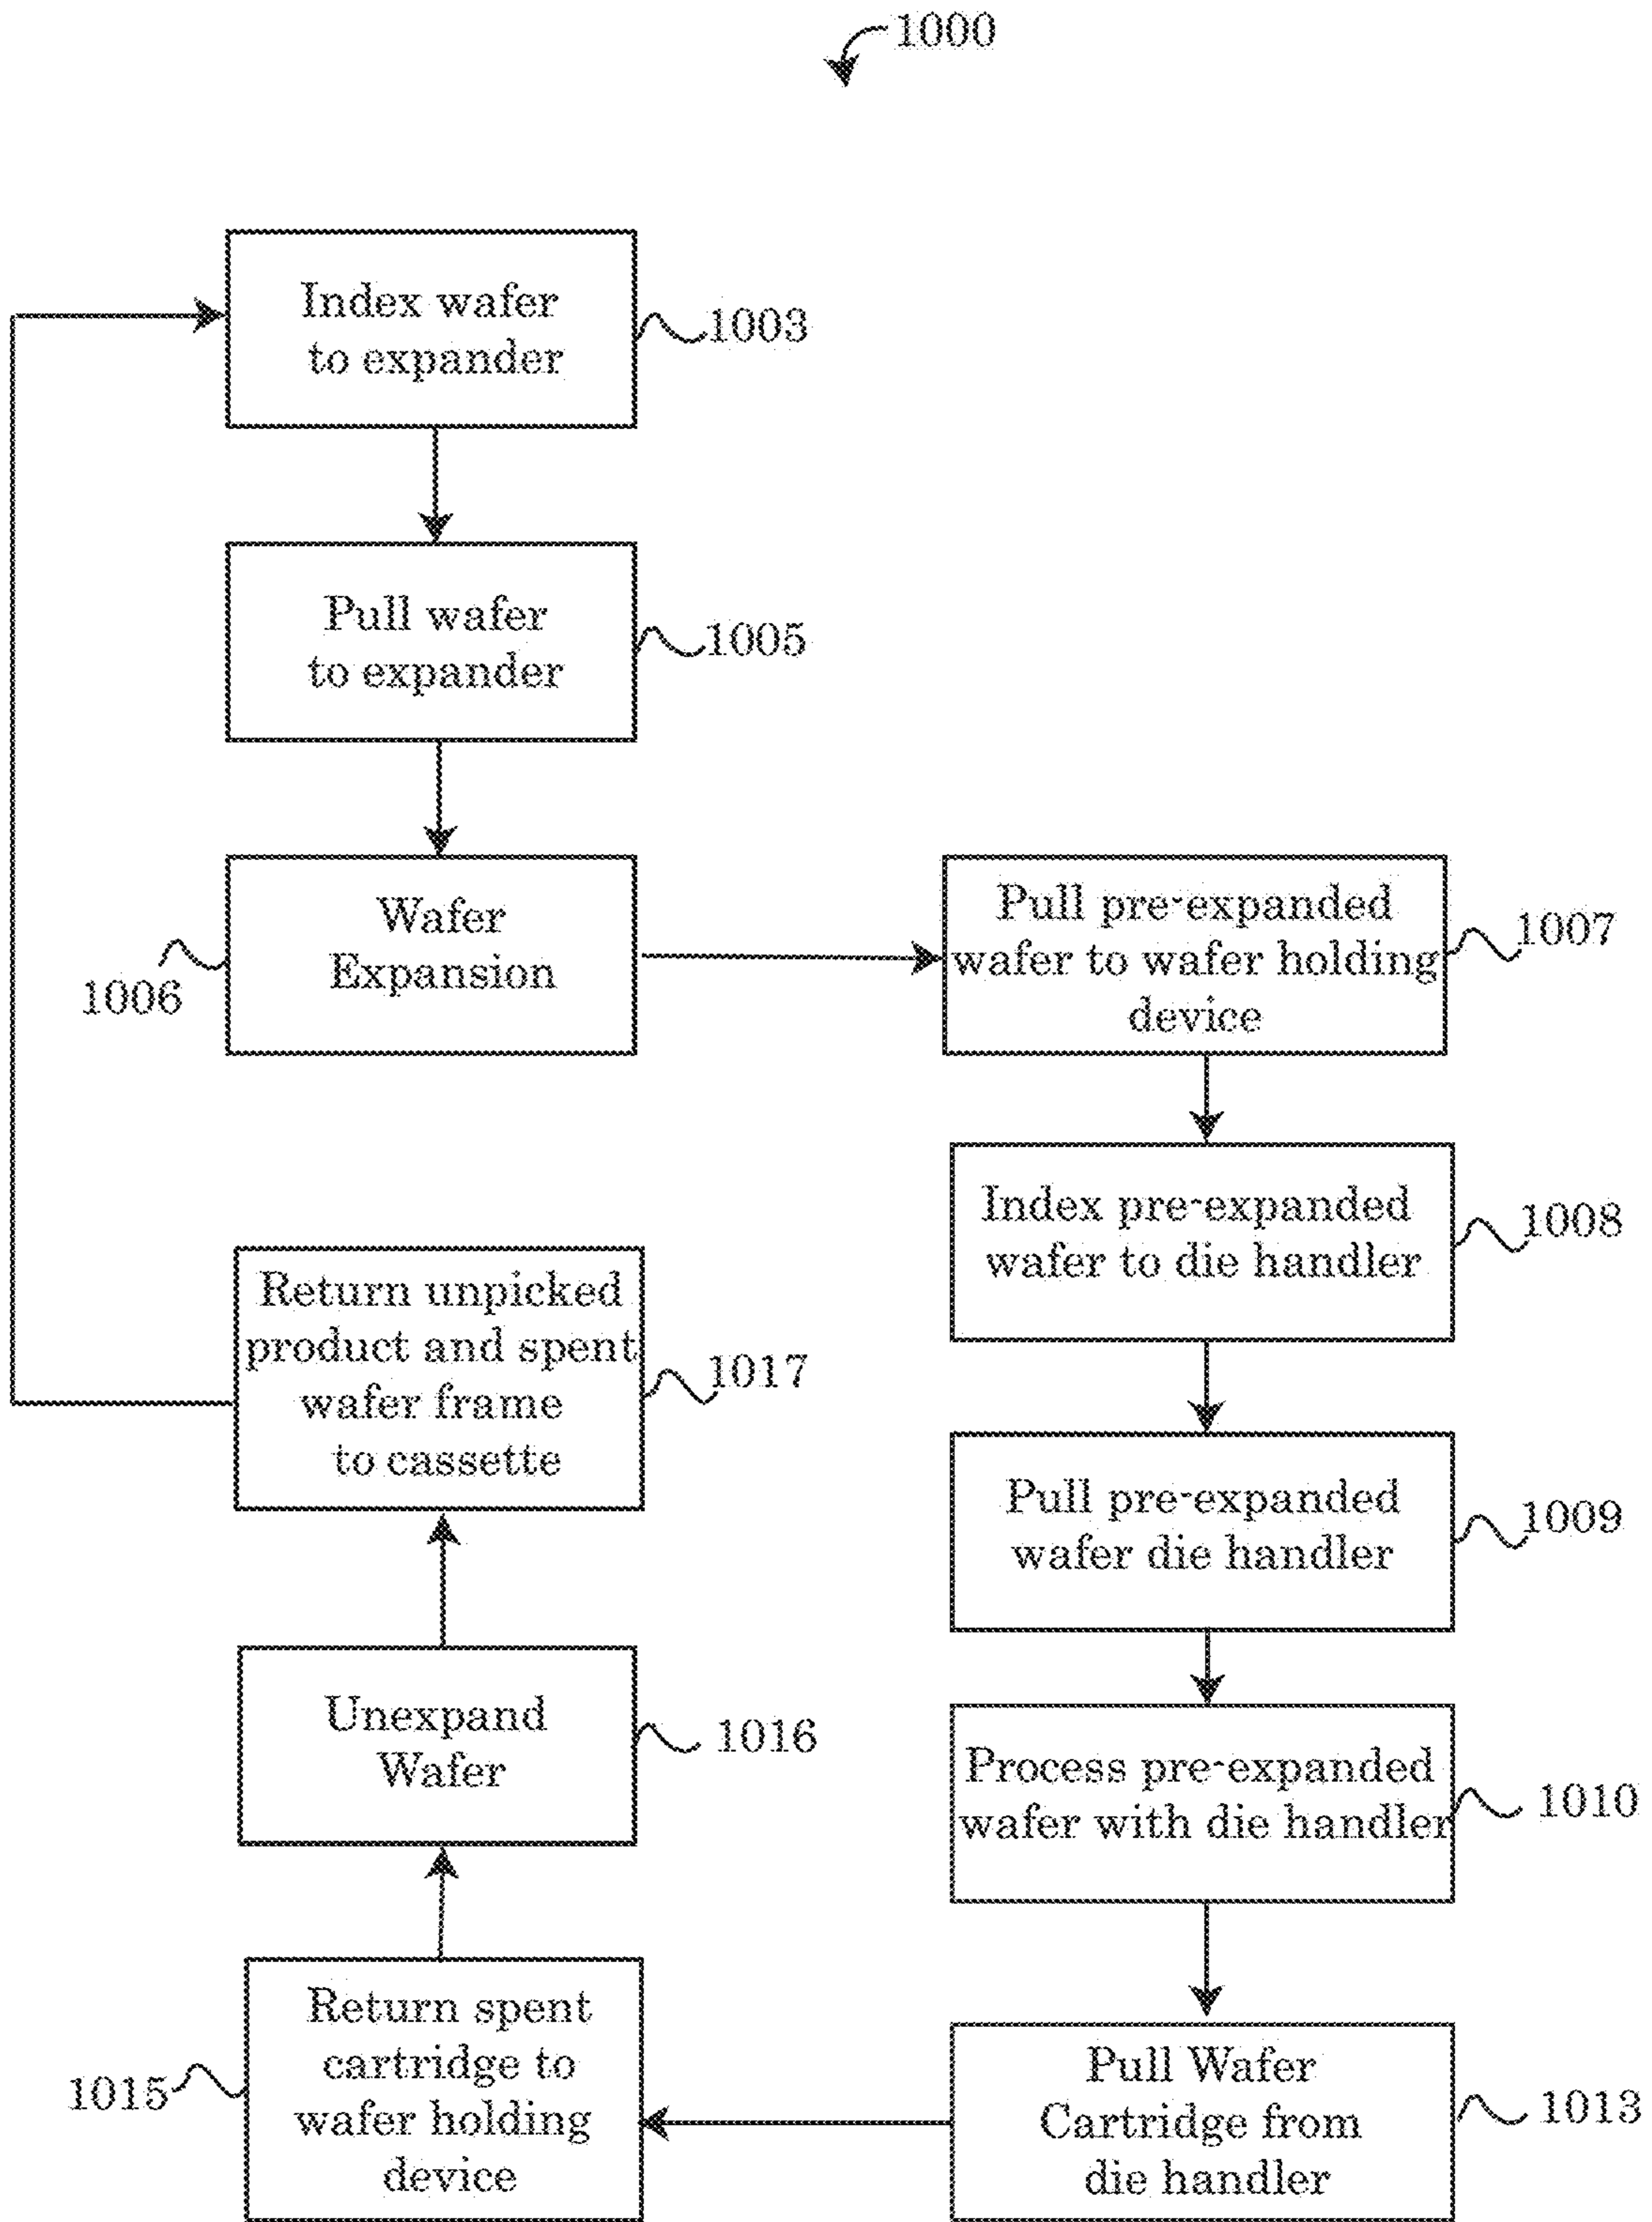 1000
Index wafer
to expander
1003
Pull wafer
to expander
1005
Wafer
Expansion
1006
Pull pre-expanded
wafer to wafer holding
device
1007
Index pre-expanded
wafer to die handler
1008
Pull pre-expanded
wafer die handler
1009
Process pre-expanded
wafer with die handler
1010
Pull Wafer
Cartridge from
die handler
1013
Return spent
cartridge to
wafer holding
device
1015
Unexpand
Wafer
1016
Return unpicked
product and spent
wafer frame
to cassette
1017